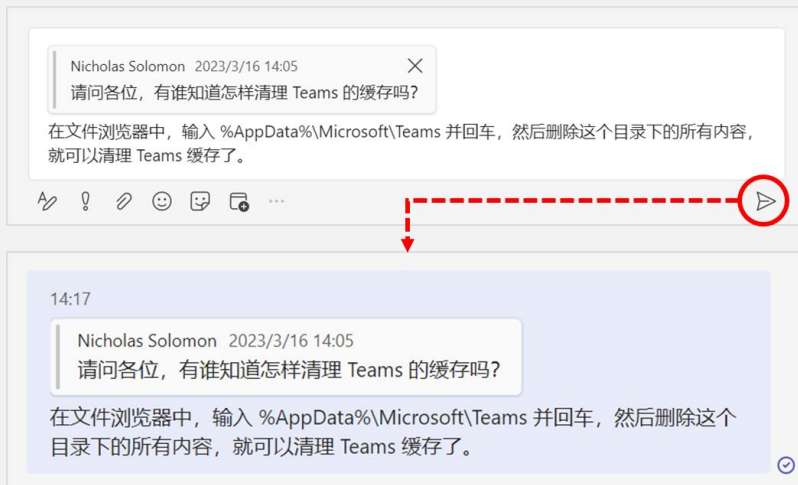 Nicholas Solomon 2023/3/16 14:05
请问各位，有谁知道怎样清理 Teams 的缓存吗？
在文件浏览器中，输入 %AppData%\Microsoft\Teams 并回车，然后删除这个目录下的所有内容，
就可以清理 Teams 缓存了。
14:17
Nicholas Solomon 2023/3/16 14:05
请问各位，有谁知道怎样清理 Teams 的缓存吗？
在文件浏览器中，输入 %AppData%\Microsoft\Teams 并回车，然后删除这个
目录下的所有内容，就可以清理 Teams 缓存了。